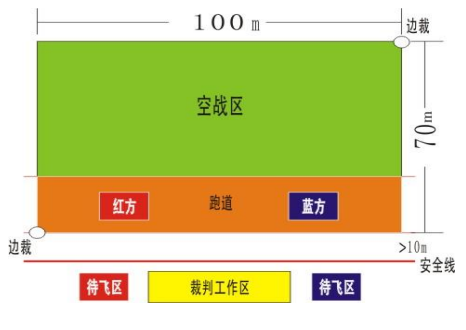 100m
边裁
空战区
70m
红方
跑道
蓝方
边裁
>10m
安全线
待飞区
裁判工作区
待飞区